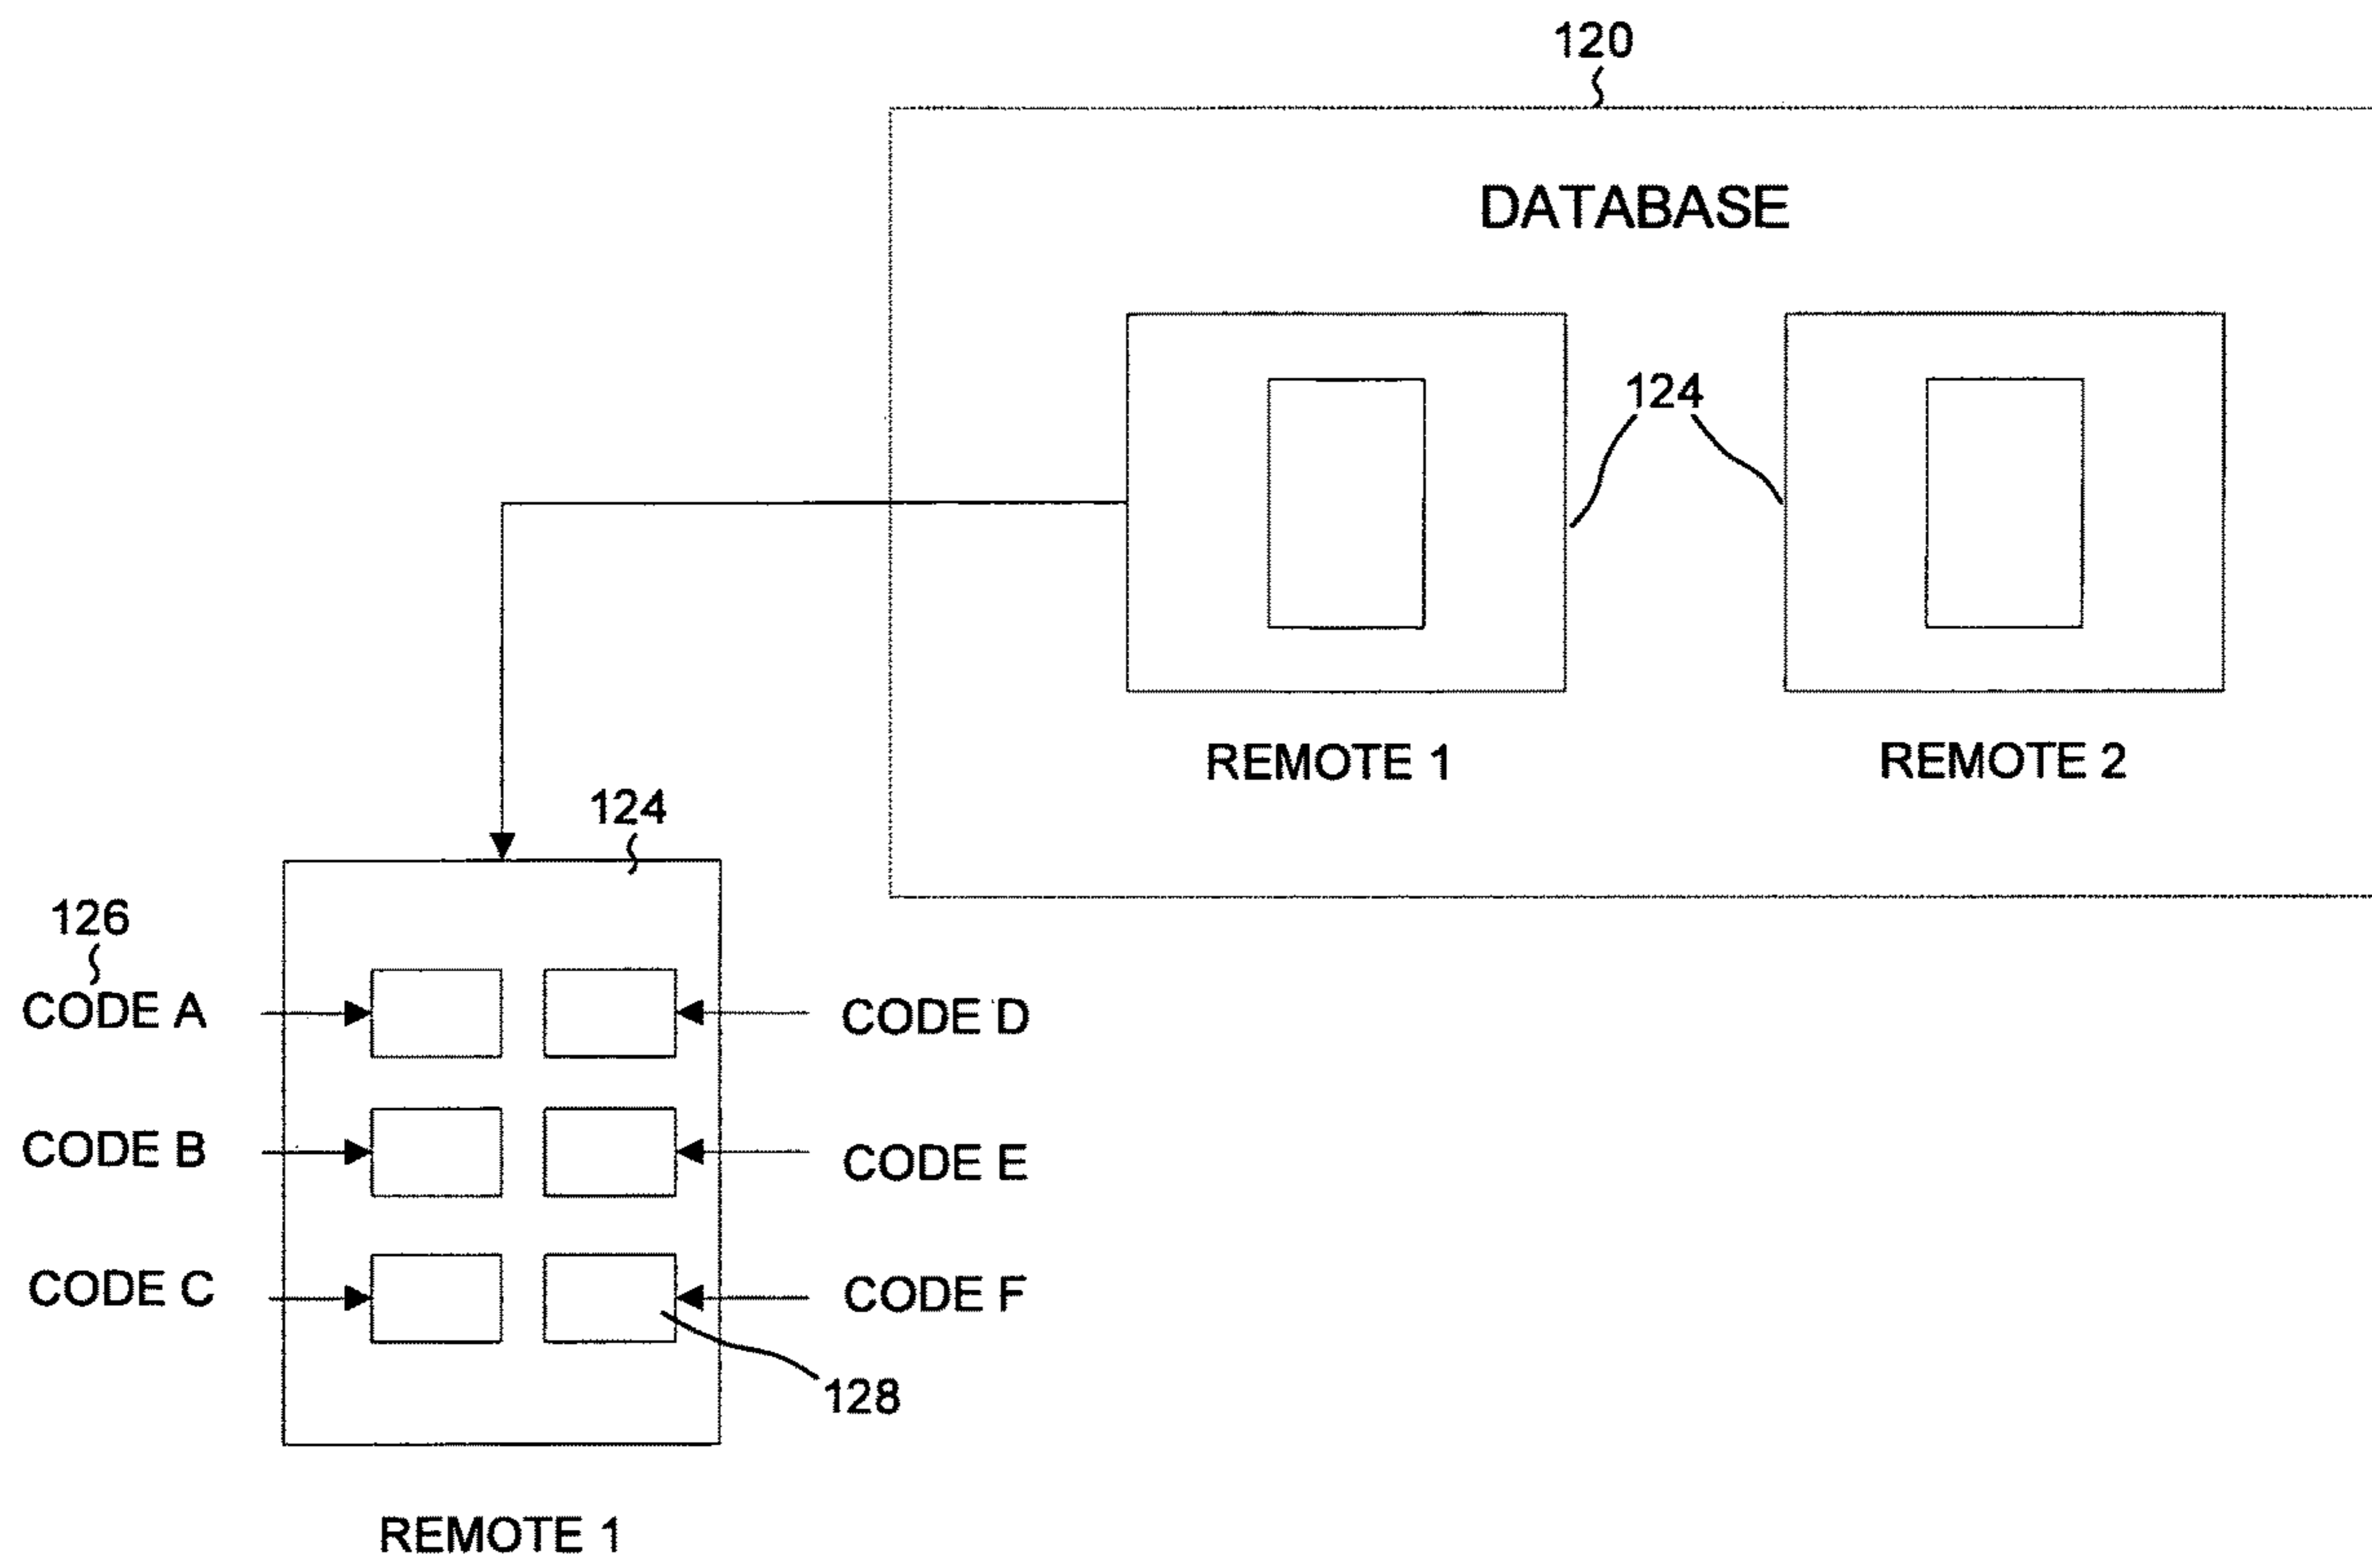 120
DATABASE
124
REMOTE 1
REMOTE 2
124
126
CODE A
CODE D
CODE B
CODE E
CODE C
CODE F
128
REMOTE 1